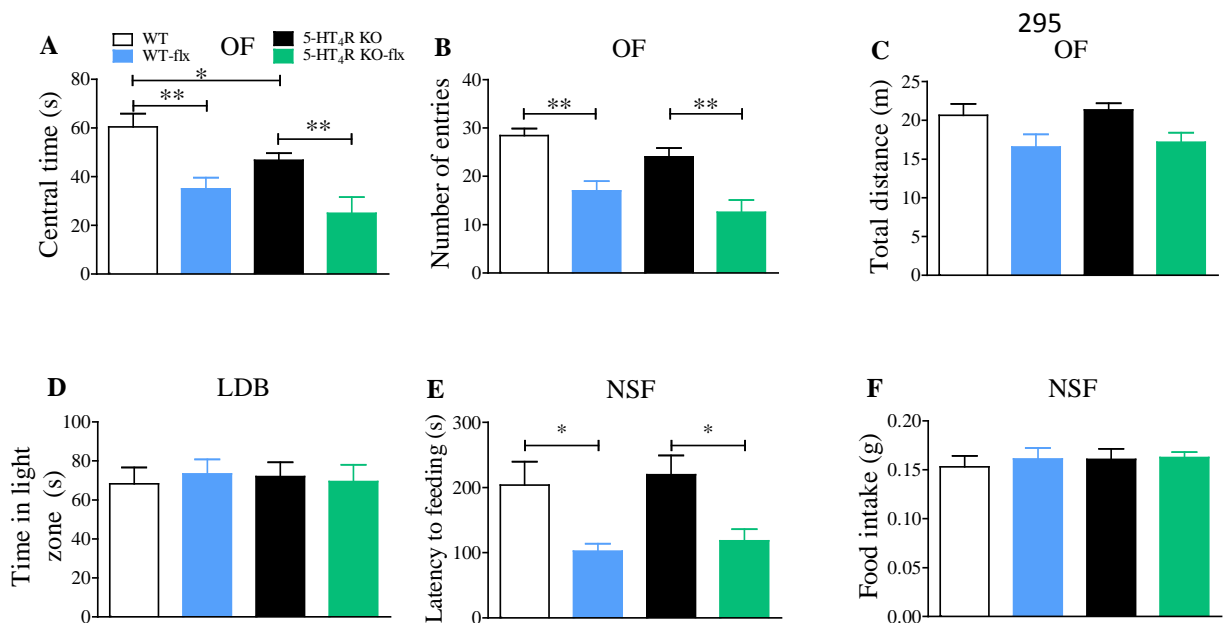 295
A
WT
WT-flx
OF
5-HT₄R KO
5-HT₄R KO-flx
Central time (s)
80
60
40
20
0
*
**
**
B
OF
Number of entries
40
30
20
10
0
**
**
C
OF
Total distance (m)
25
20
15
10
5
0
D
LDB
Time in light
zone (s)
100
80
60
40
20
0
E
NSF
Latency to feeding (s)
300
200
100
0
*
*
F
NSF
Food intake (g)
0.20
0.15
0.10
0.05
0.00